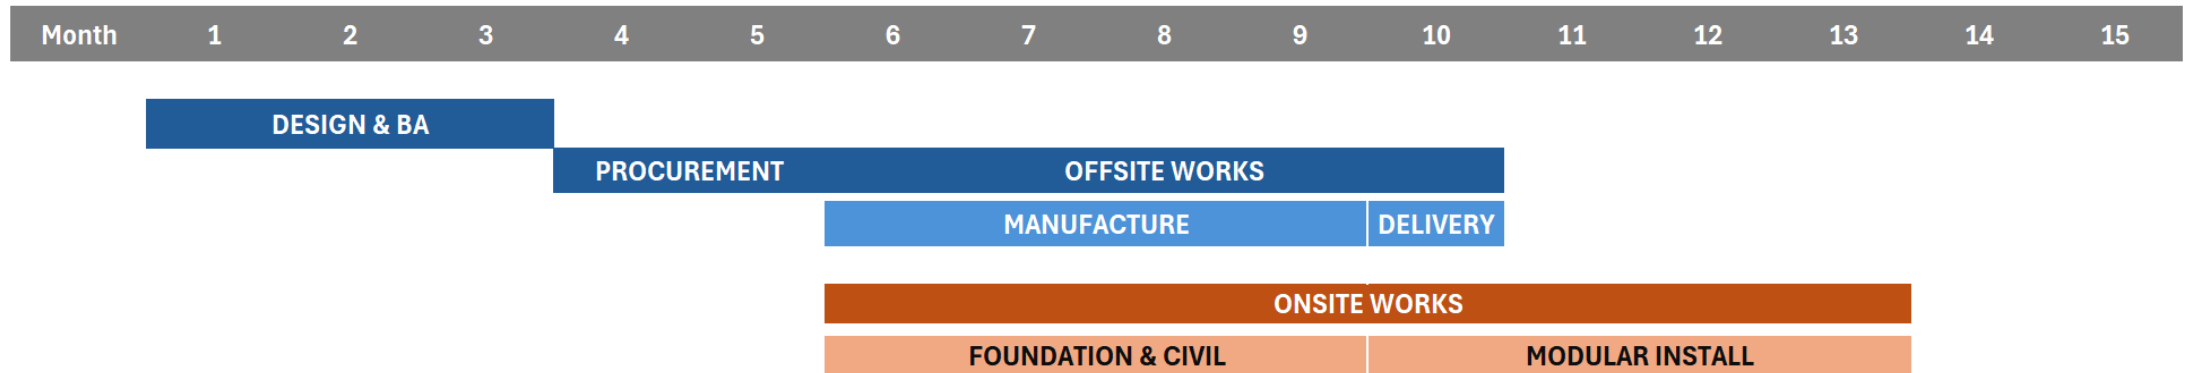 Month 1 2 3 4 5 6 7 8 9 10 11 12 13 14 15
DESIGN & BA
PROCUREMENT OFFSITE WORKS
MANUFACTURE DELIVERY
ONSITE WORKS
FOUNDATION & CIVIL MODULAR INSTALL